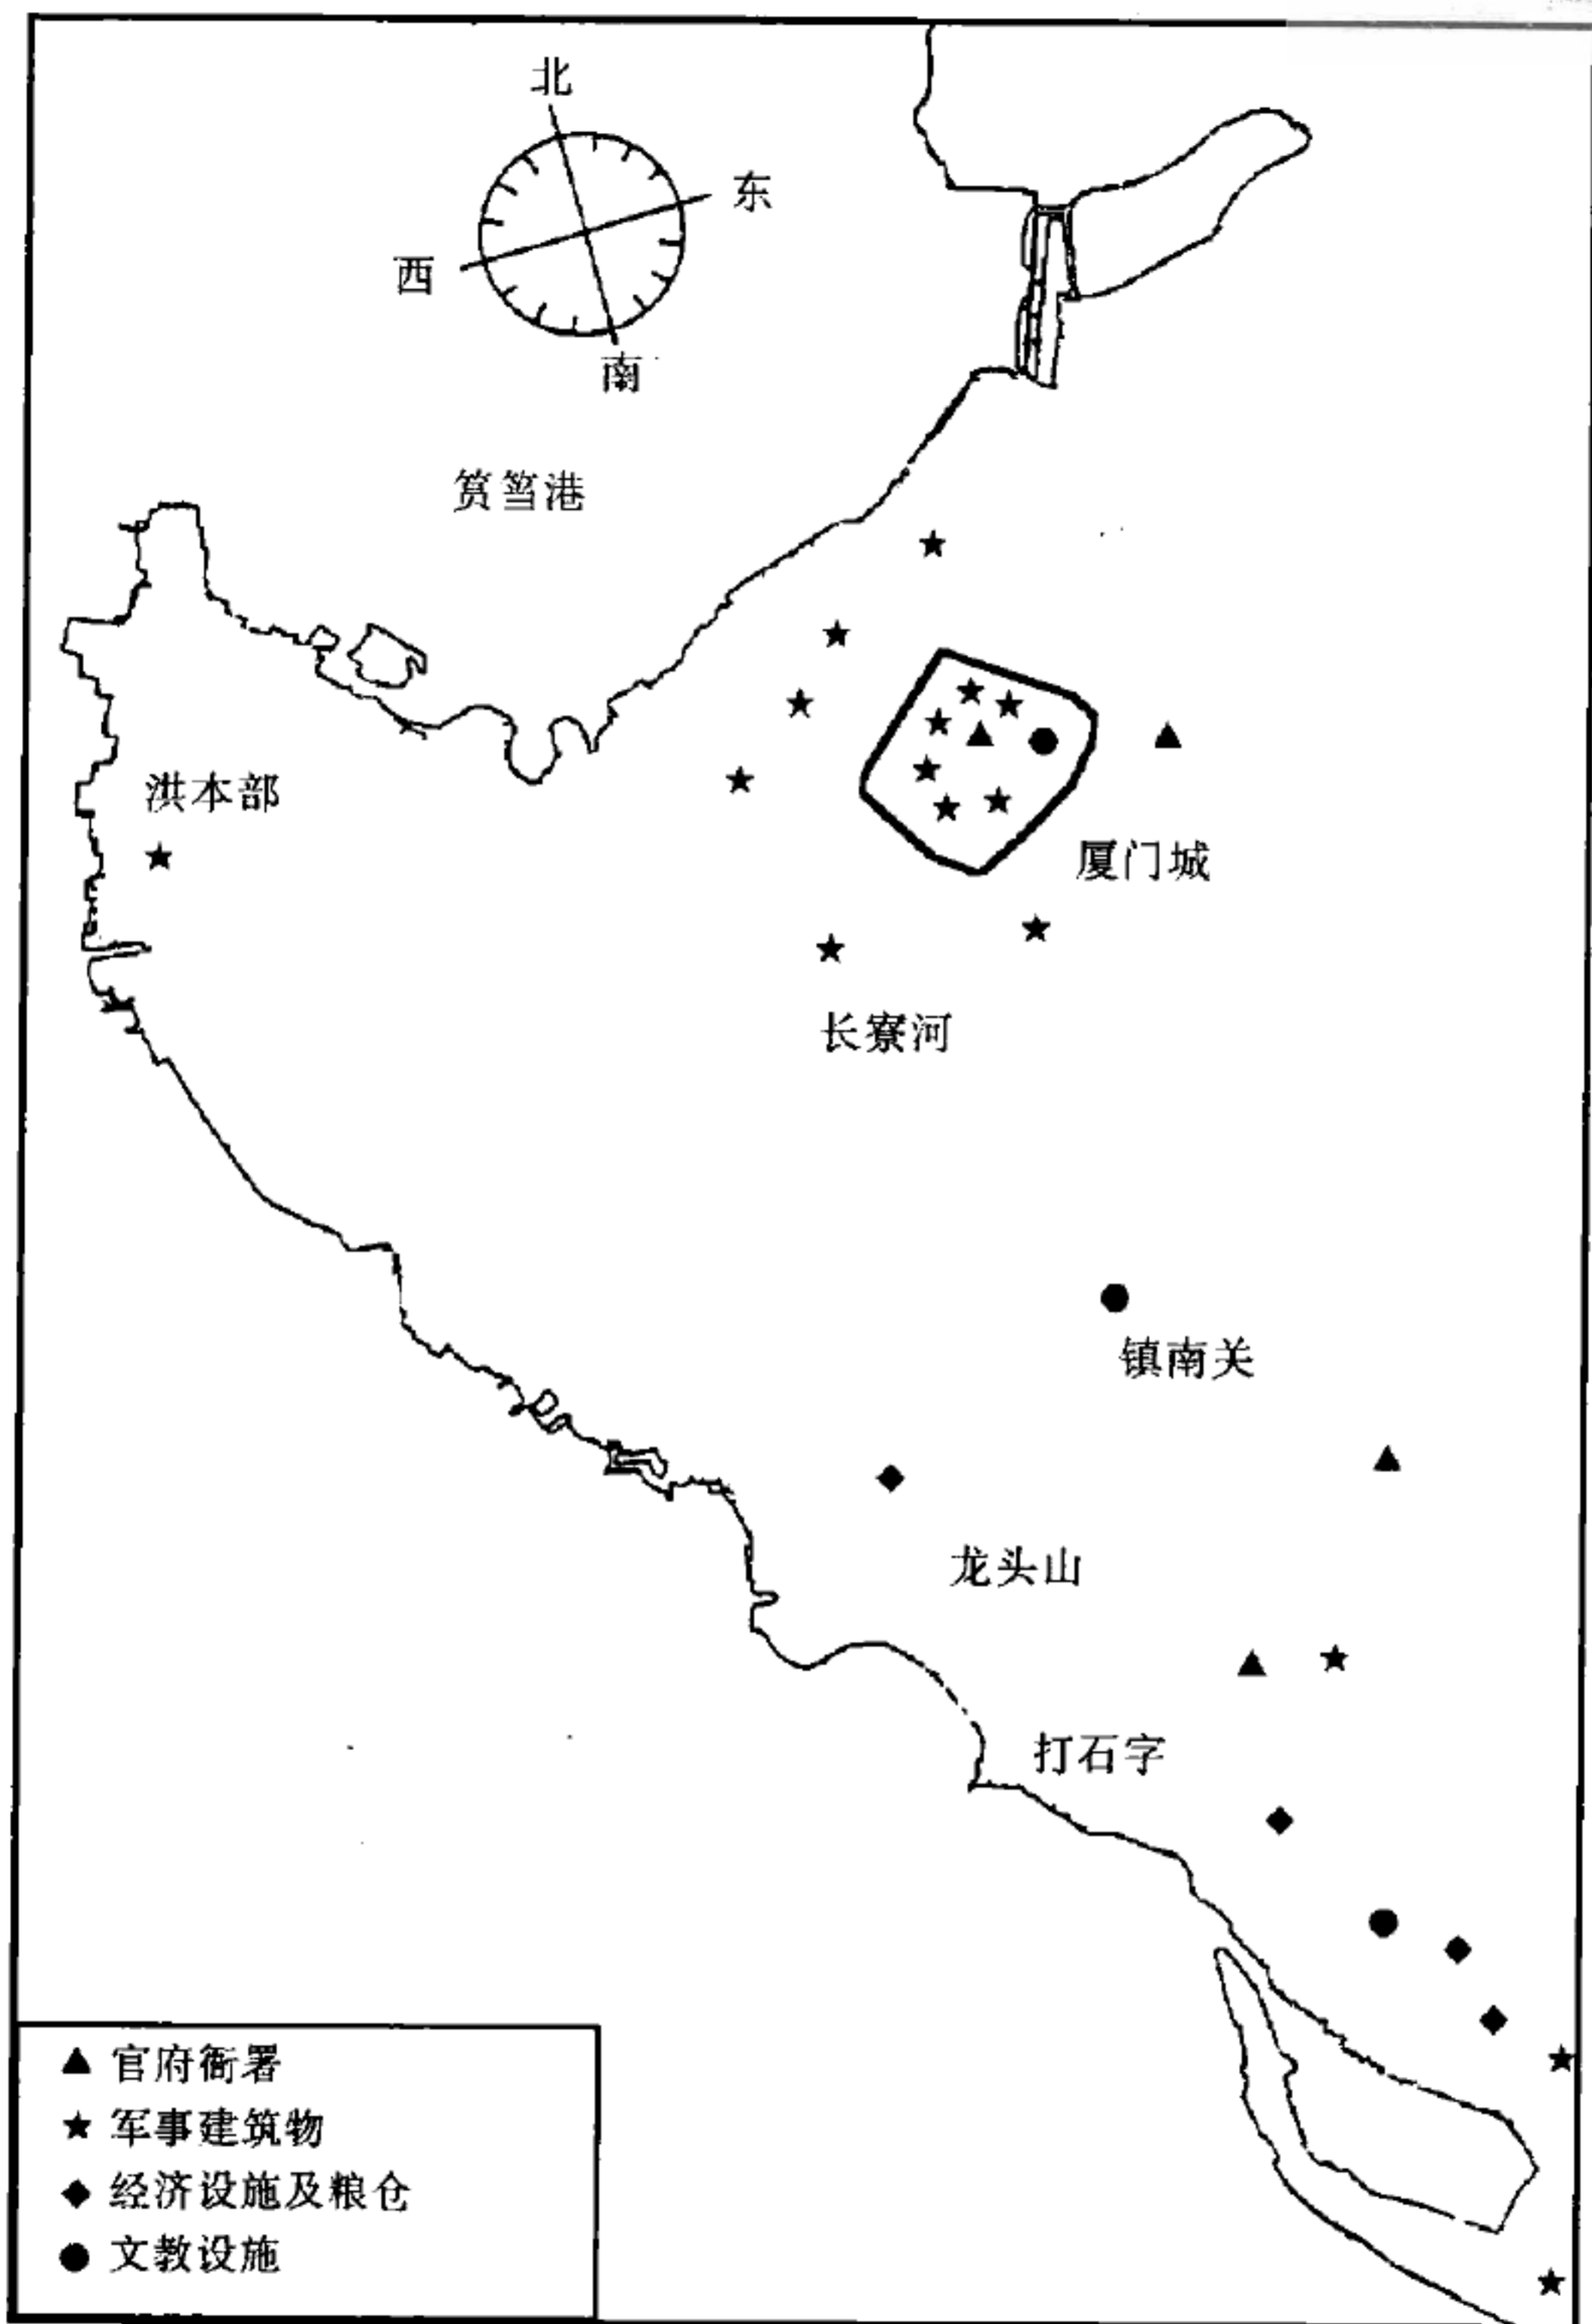 北
东
西
南
筼筜港
洪本部
厦门城
长寮河
镇南关
龙头山
打石字
官府衙署
军事建筑物
经济设施及粮仓
文教设施